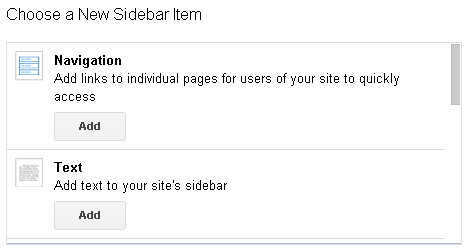 Choose a New Sidebar Item
Navigation
Add links to individual pages for users of your site to quickly
access
Add
Text
Add text to your site's sidebar
Add